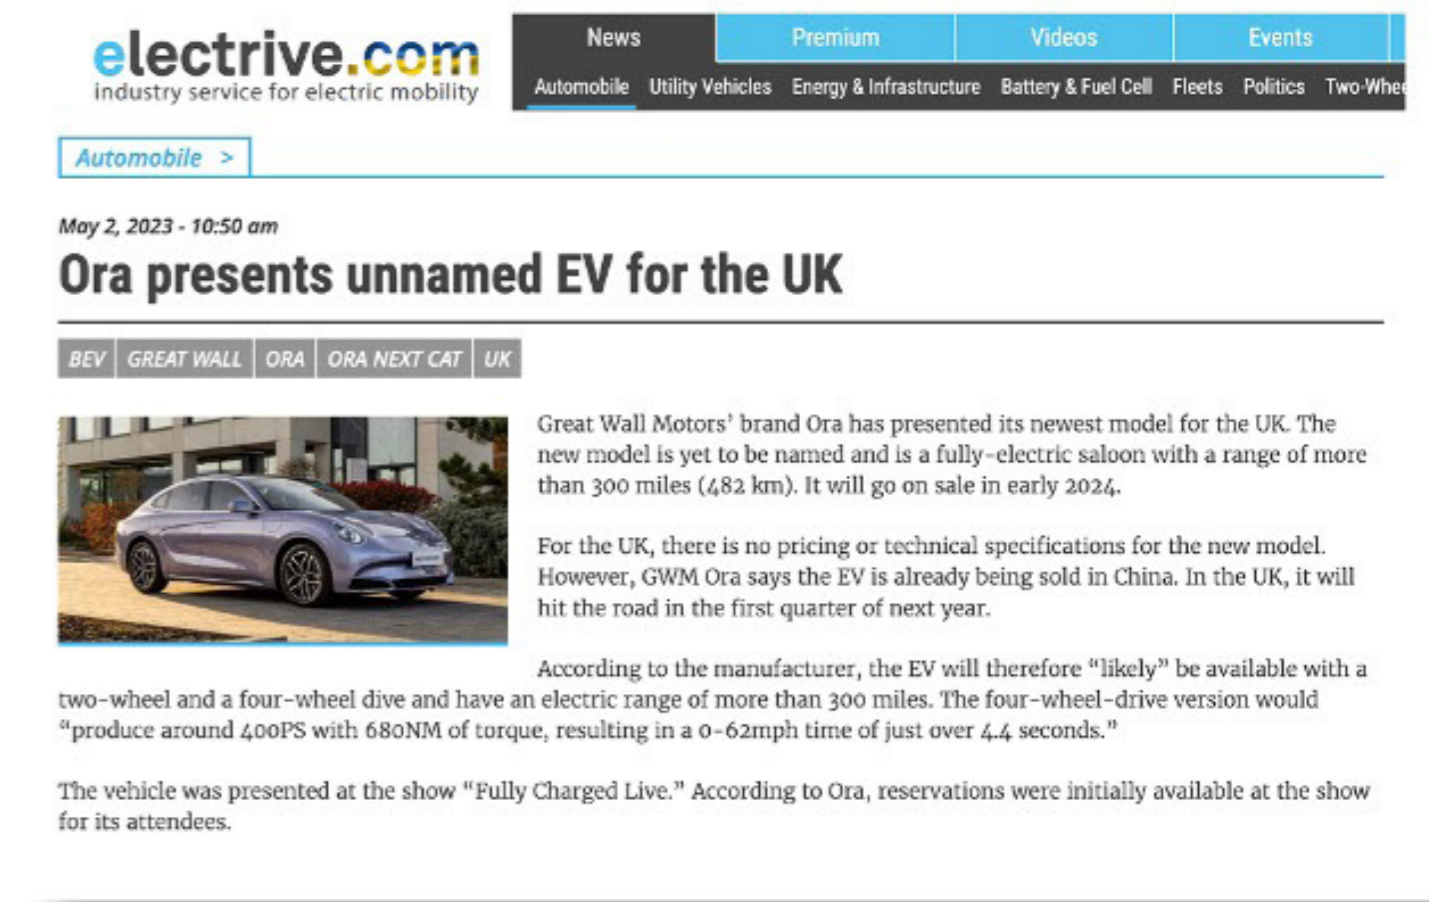 electrive.com
industry service for electric mobility
News Premium Videos Events
Automobile Utility Vehicles Energy & Infrastructure Battery & Fuel Cell Fleets Politics Two-Whee
Automobile >
May 2, 2023 - 10:50 am
Ora presents unnamed EV for the UK
BEV GREAT WALL ORA ORA NEXT CAT UK
Great Wall Motors’ brand Ora has presented its newest model for the UK. The
new model is yet to be named and is a fully-electric saloon with a range of more
than 300 miles (482 km). It will go on sale in early 2024.
For the UK, there is no pricing or technical specifications for the new model.
However, GWM Ora says the EV is already being sold in China. In the UK, it will
hit the road in the first quarter of next year.
According to the manufacturer, the EV will therefore “likely” be available with a
two-wheel and a four-wheel dive and have an electric range of more than 300 miles. The four-wheel-drive version would
“produce around 400PS with 680NM of torque, resulting in a 0-62mph time of just over 4.4 seconds.”
The vehicle was presented at the show “Fully Charged Live.” According to Ora, reservations were initially available at the show
for its attendees.